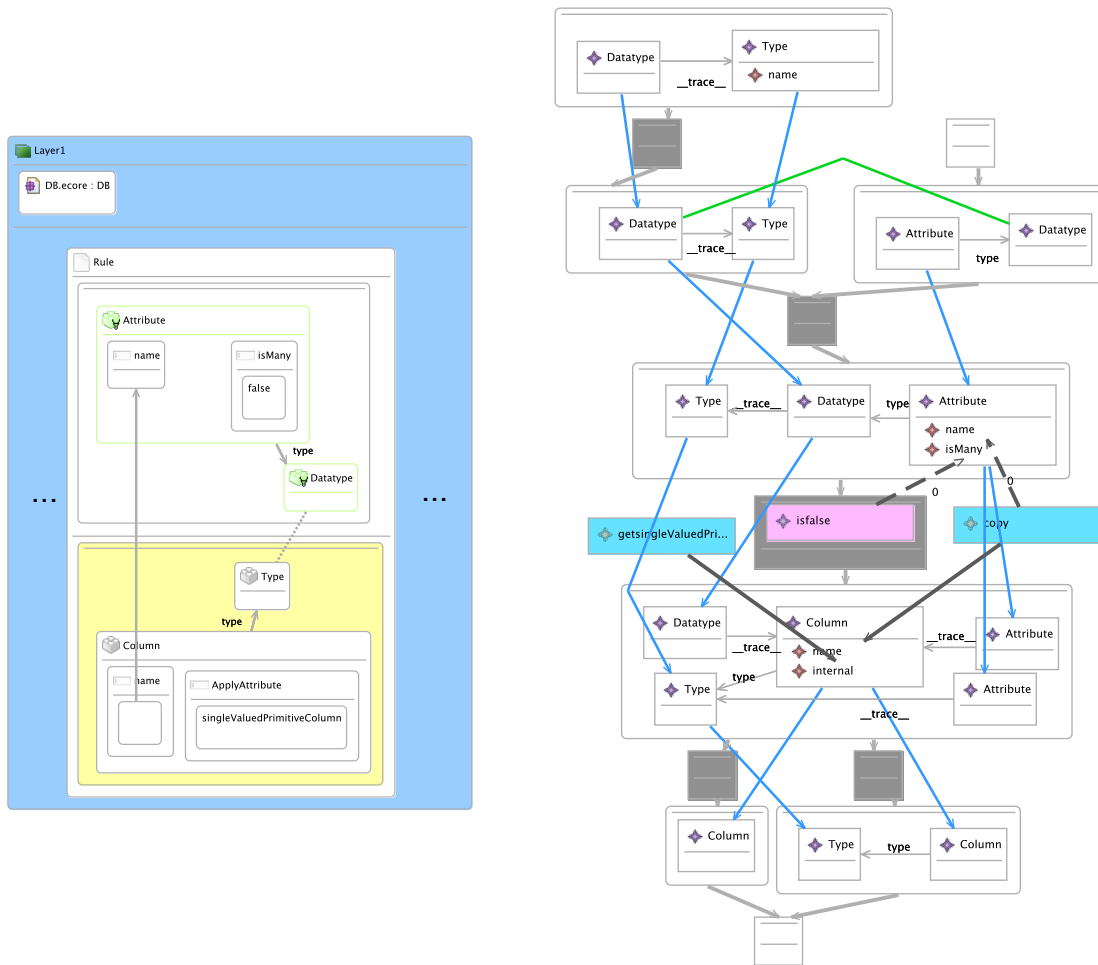 Layer1
DB.ecore : DB
Rule
Attribute
name
isMany
false
type
Datatype
...
...
Type
type
Column
name
ApplyAttribute
singleValuedPrimitiveColumn
Datatype
Type
name
__trace__
Datatype
Type
__trace__
Attribute
type
Datatype
Type
__trace__
Datatype
type
Attribute
name
isMany
0
0
isfalse
getsingleValuedPri...
copy
Datatype
__trace__
Column
name
internal
__trace__
Attribute
Type
type
Attribute
__trace__
Column
Type
type
Column